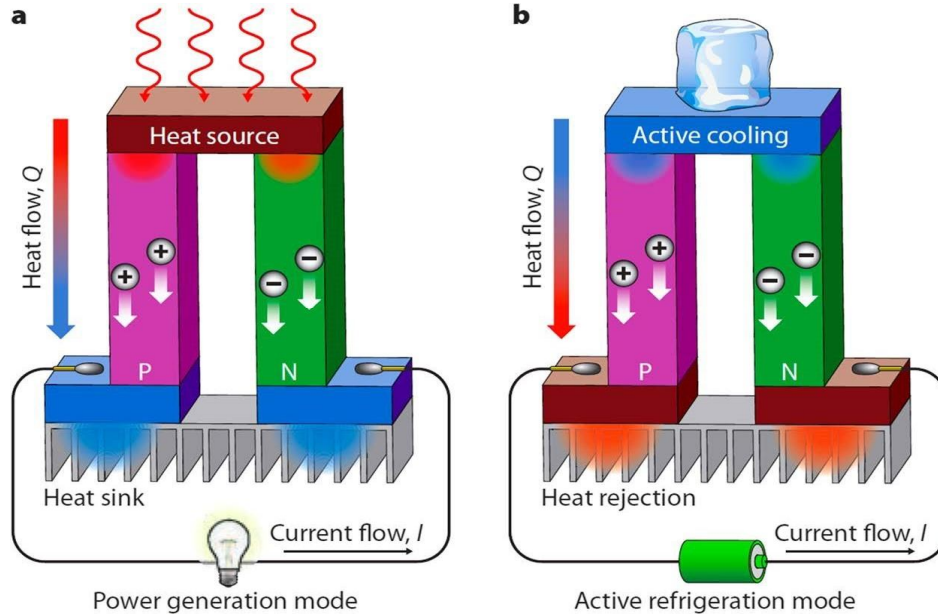 a
Heat source
Heat flow, Q
+
+
−
−
P
N
Heat sink
Current flow, I
Power generation mode
b
Active cooling
Heat flow, Q
+
+
−
−
P
N
Heat rejection
Current flow, I
Active refrigeration mode